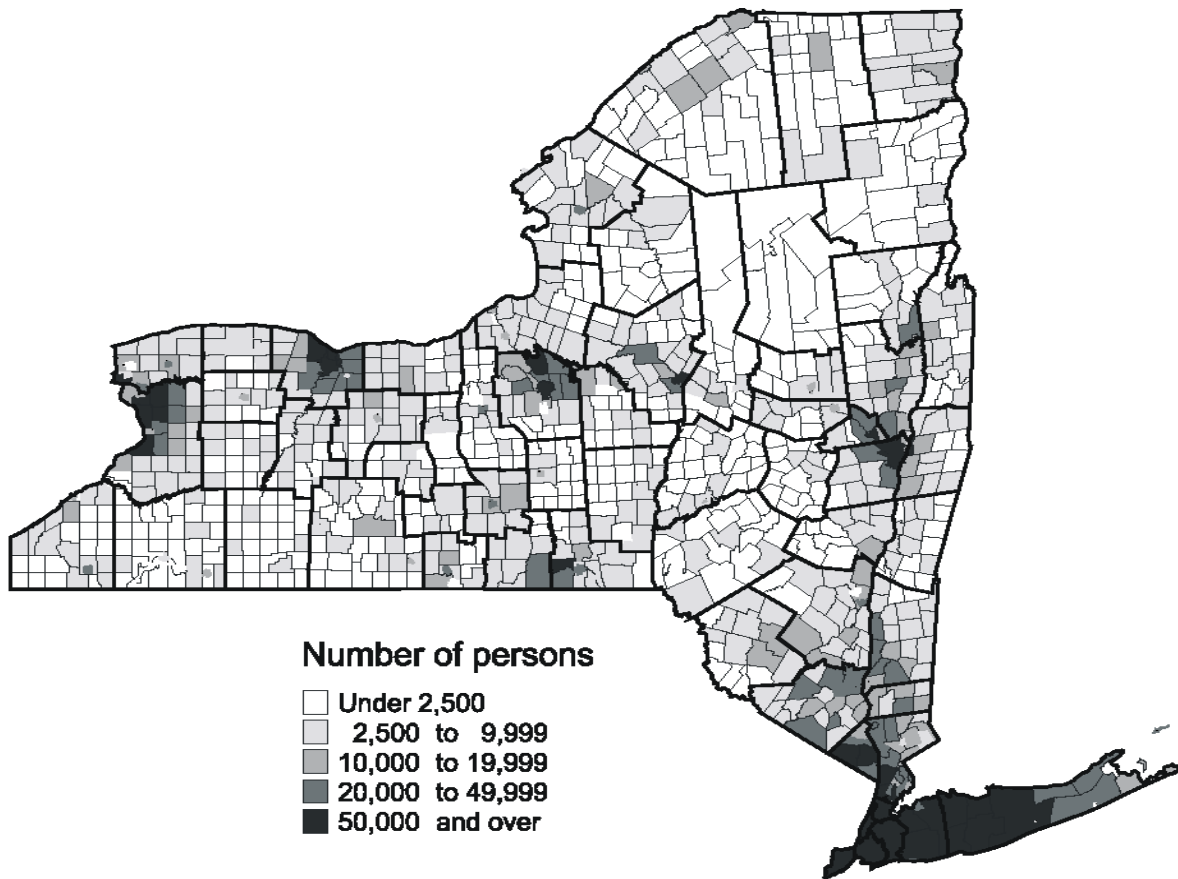 Number of persons
Under 2,500
2,500 to 9,999
10,000 to 19,999
20,000 to 49,999
50,000 and over